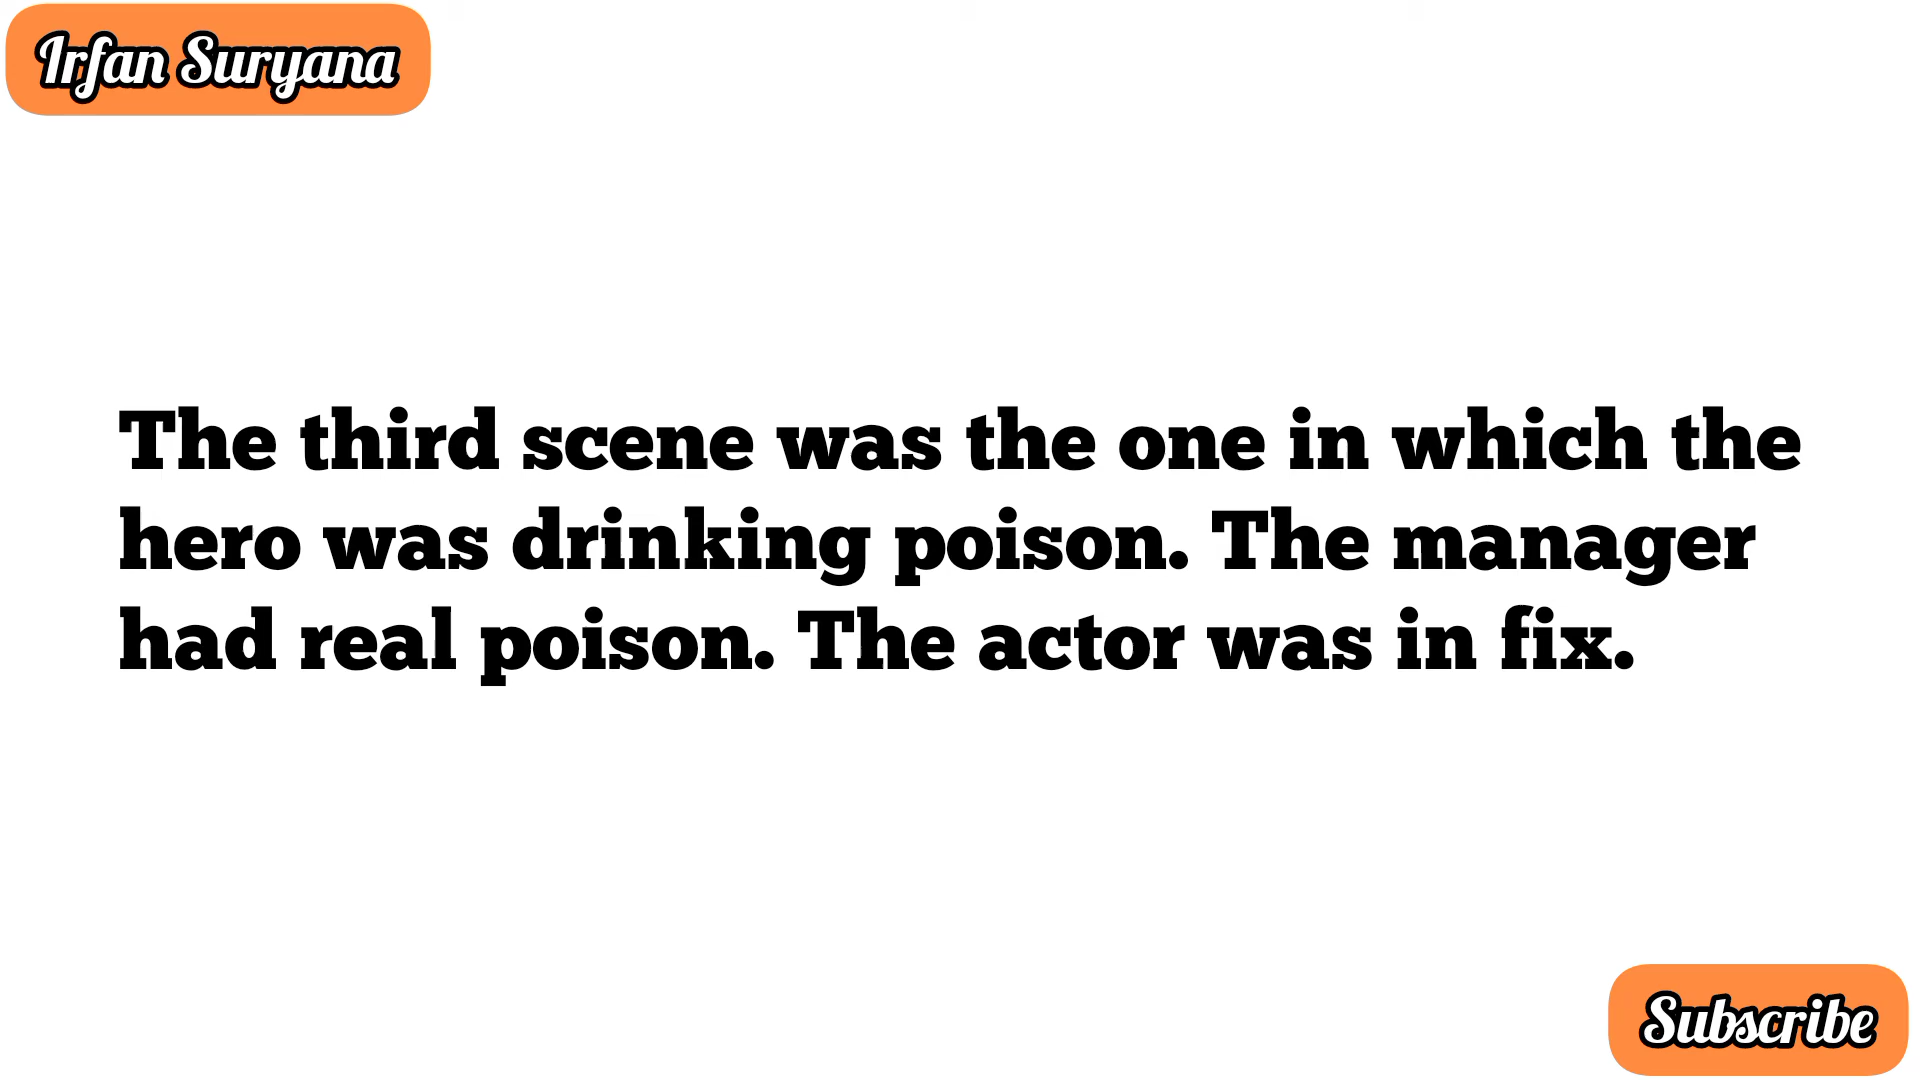 Irfan Suryana
The third scene was the one in which the
hero was drinking poison. The manager
had real poison. The actor was in fix.
Subscribe